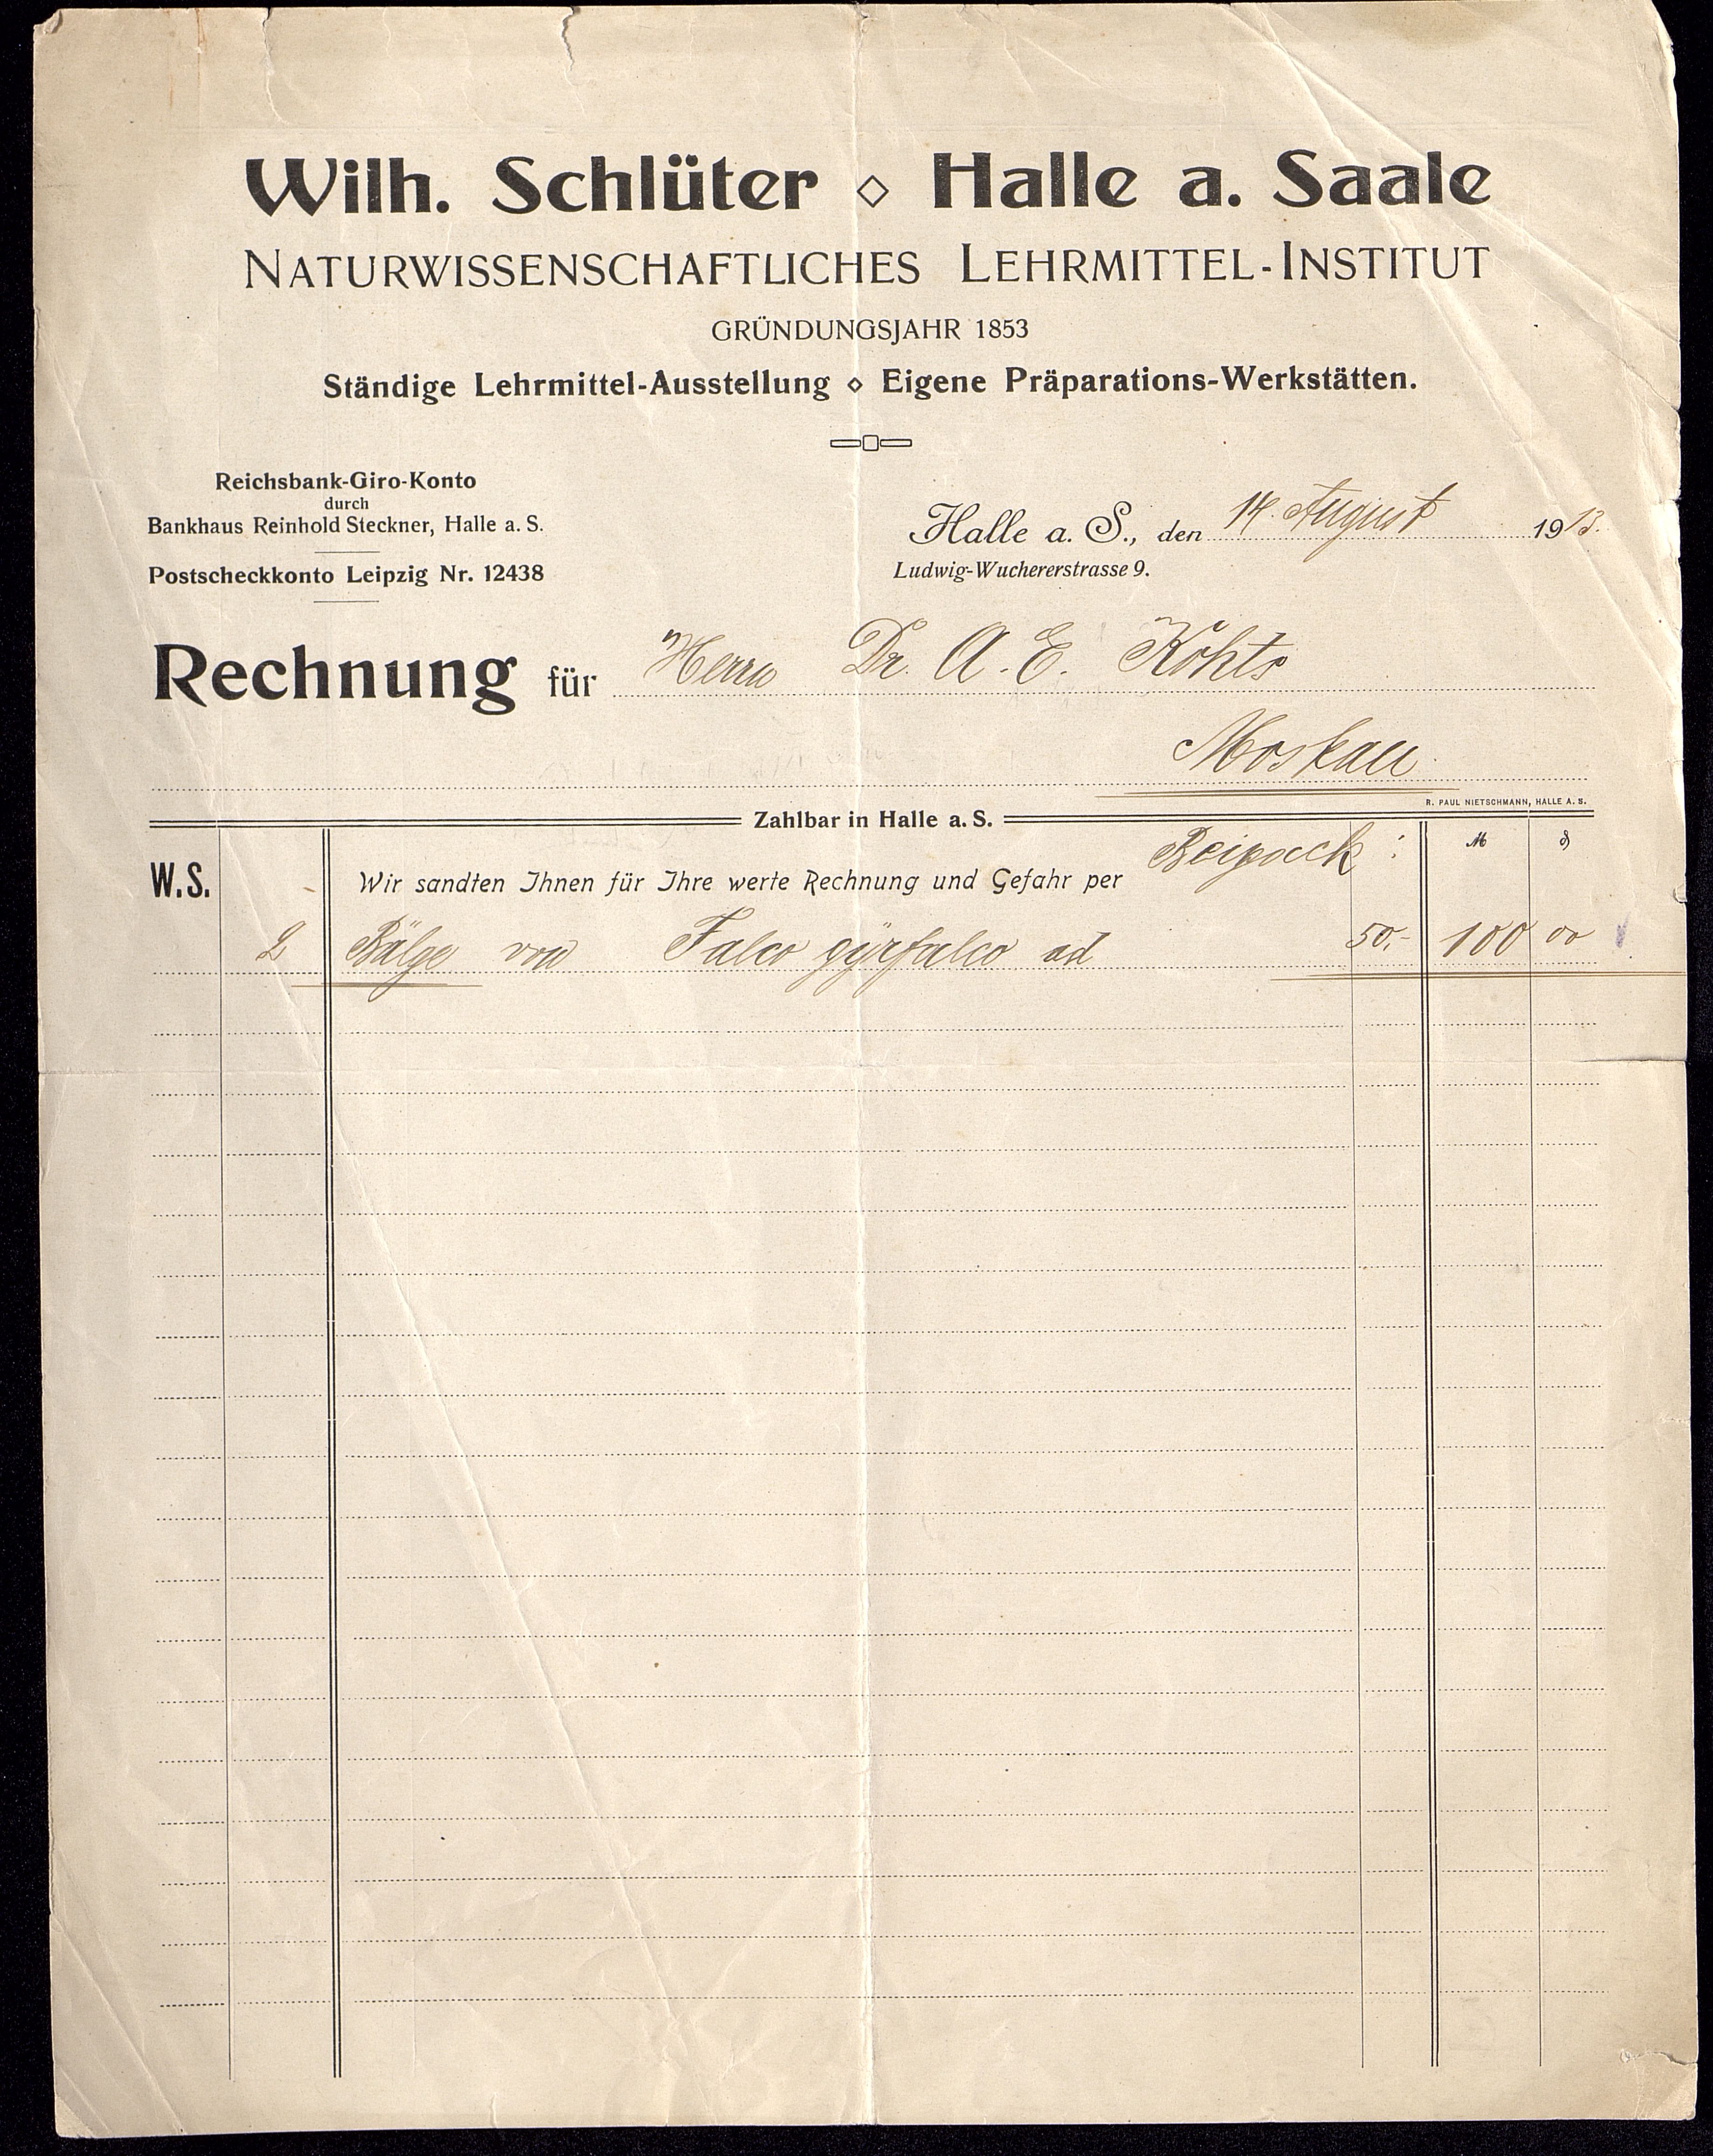 Wilh. Schlüter ◇ Halle a. Saale
NATURWISSENSCHAFTLICHES LEHRMITTEL-INSTITUT
GRÜNDUNGSJAHR 1853
Ständige Lehrmittel-Ausstellung ◇ Eigene Präparations-Werkstätten.
Reichsbank-Giro-Konto
durch
Bankhaus Reinhold Steckner, Halle a. S.
Postscheckkonto Leipzig Nr. 12438
Halle a. S., den 14. August 1913.
Ludwig-Wuchererstrasse 9.
Rechnung für Herrn Dr. A. E. Kohts
Moskau.
R. PAUL NIETSCHMANN, HALLE A. S.
Zahlbar in Halle a. S.
W.S. Wir sandten Ihnen für Ihre werte Rechnung und Gefahr per Beipack: M ₰
2 Bälge von Falco gyrfalco ad 50.- 100 00